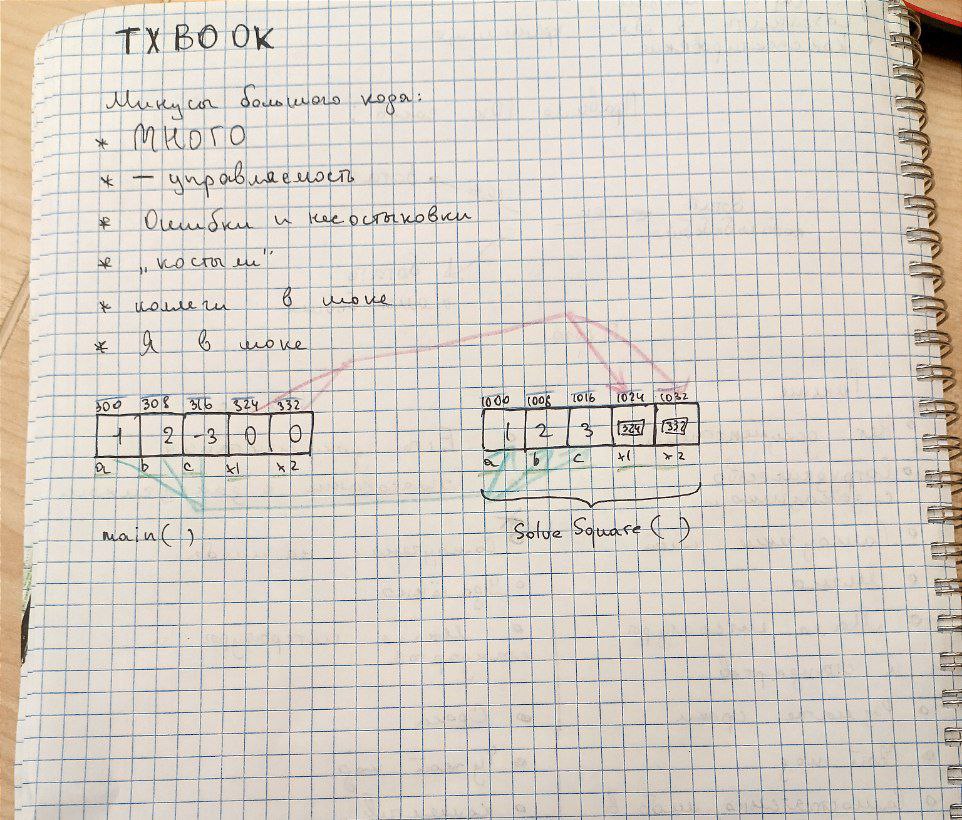 TXBOOK
Минусы большого кода:
* МНОГО
* — управляемость
* Ошибки и несостыковки
* „костыли"
* коллеги в шоке
* Я в шоке
300 308 316 324 332
1 2 -3 0 0
a b c x1 x2
main( )
1000 1008 1016 1024 1032
1 2 3 324 332
a b c x1 x2
Solve Square ( )